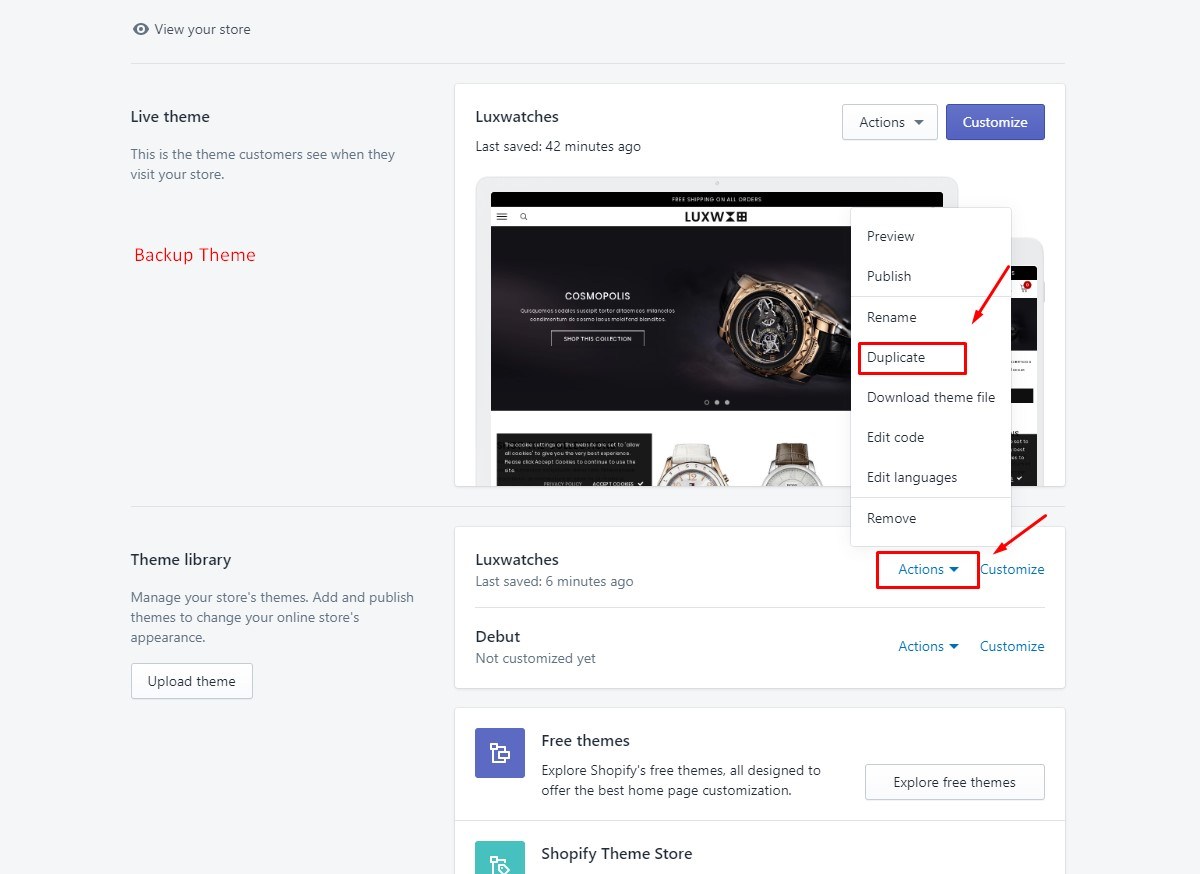 View your store
Live theme
This is the theme customers see when they
visit your store.
Backup Theme
Luxwatches
Last saved: 42 minutes ago
Actions
Customize
FREE SHIPPING ON ALL ORDERS
LUXW
COSMOPOLIS
Quisquemos sodales suscipit tortor ditaemcos milancelos
condimentum de cosmo lacus moleifend blandites.
SHOP THIS COLLECTION
The cookie settings on this website are set to 'allow
all cookies' to give you the very best experience.
Please click Accept Cookies to continue to use the
site.
PRIVACY POLICY
ACCEPT COOKIES
Preview
Publish
Rename
Duplicate
Download theme file
Edit code
Edit languages
Remove
Theme library
Manage your store's themes. Add and publish
themes to change your online store's
appearance.
Upload theme
Luxwatches
Last saved: 6 minutes ago
Actions
Customize
Debut
Not customized yet
Actions
Customize
Free themes
Explore Shopify's free themes, all designed to
offer the best home page customization.
Explore free themes
Shopify Theme Store